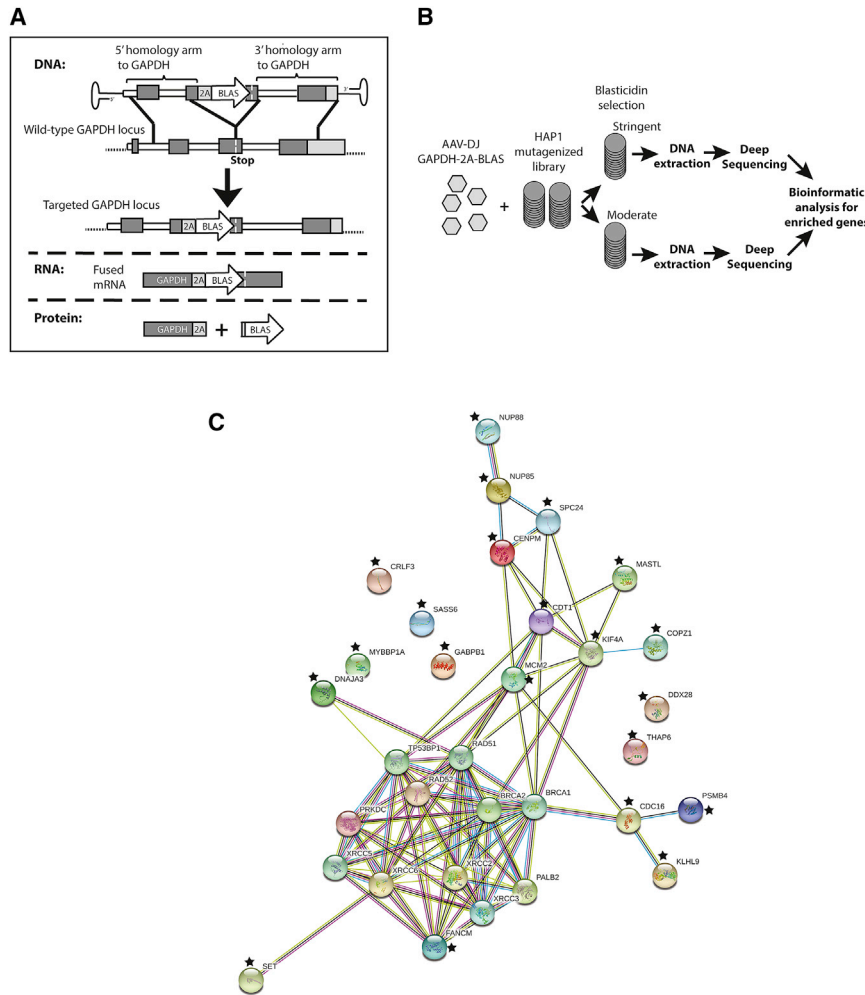 A
DNA:
5' homology arm
to GAPDH
3' homology arm
to GAPDH
5'
2A
BLAS
3'
Wild-type GAPDH locus
Stop
Targeted GAPDH locus
2A
BLAS
RNA:
Fused
mRNA
GAPDH
2A
BLAS
Protein:
GAPDH
2A
+
BLAS
B
AAV-DJ
GAPDH-2A-BLAS
+
HAP1
mutagenized
library
Blasticidin
selection
Stringent
DNA
extraction
Deep
Sequencing
Moderate
DNA
extraction
Deep
Sequencing
Bioinformatic
analysis for
enriched genes
C
NUP88
NUP85
SPC24
CENPM
CRLF3
MASTL
SASS6
CDT1
KIF4A
COPZ1
MYBBP1A
GABPB1
MCM2
DNAJA3
DDX28
THAP6
TP53BP1
RAD51
RAD52
BRCA2
BRCA1
PRKDC
CDC16
PSMB4
XRCC5
XRCC6
XRCC2
PALB2
KLHL9
XRCC3
FANCM
SET